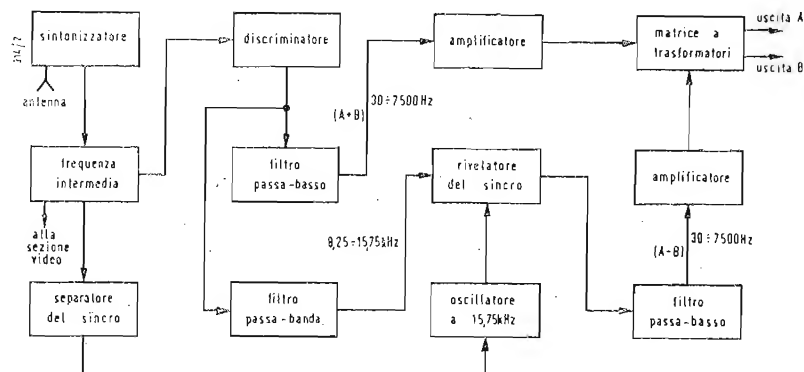 314/2
sintonizzatore
antenna
discriminatore
amplificatore
matrice a
trasformatori
uscita A
uscita B
frequenza
intermedia
filtro
passa-basso
(A+B)
30÷7500Hz
rivelatore
del sincro
amplificatore
alla
sezione
video
8,25÷15,75kHz
(A-B)
30÷7500Hz
separatore
del sincro
filtro
passa-banda
oscillatore
a 15,75kHz
filtro
passa-basso